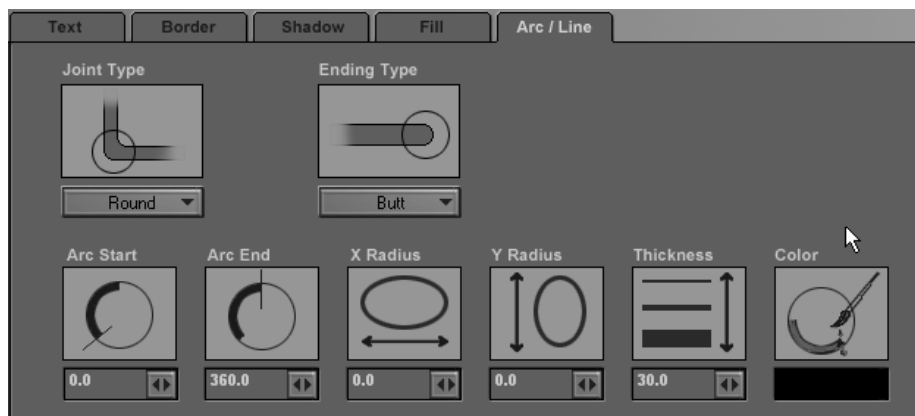 Text Border Shadow Fill Arc / Line
Joint Type Ending Type
Round Butt
Arc Start Arc End X Radius Y Radius Thickness Color
0.0 360.0 0.0 0.0 30.0